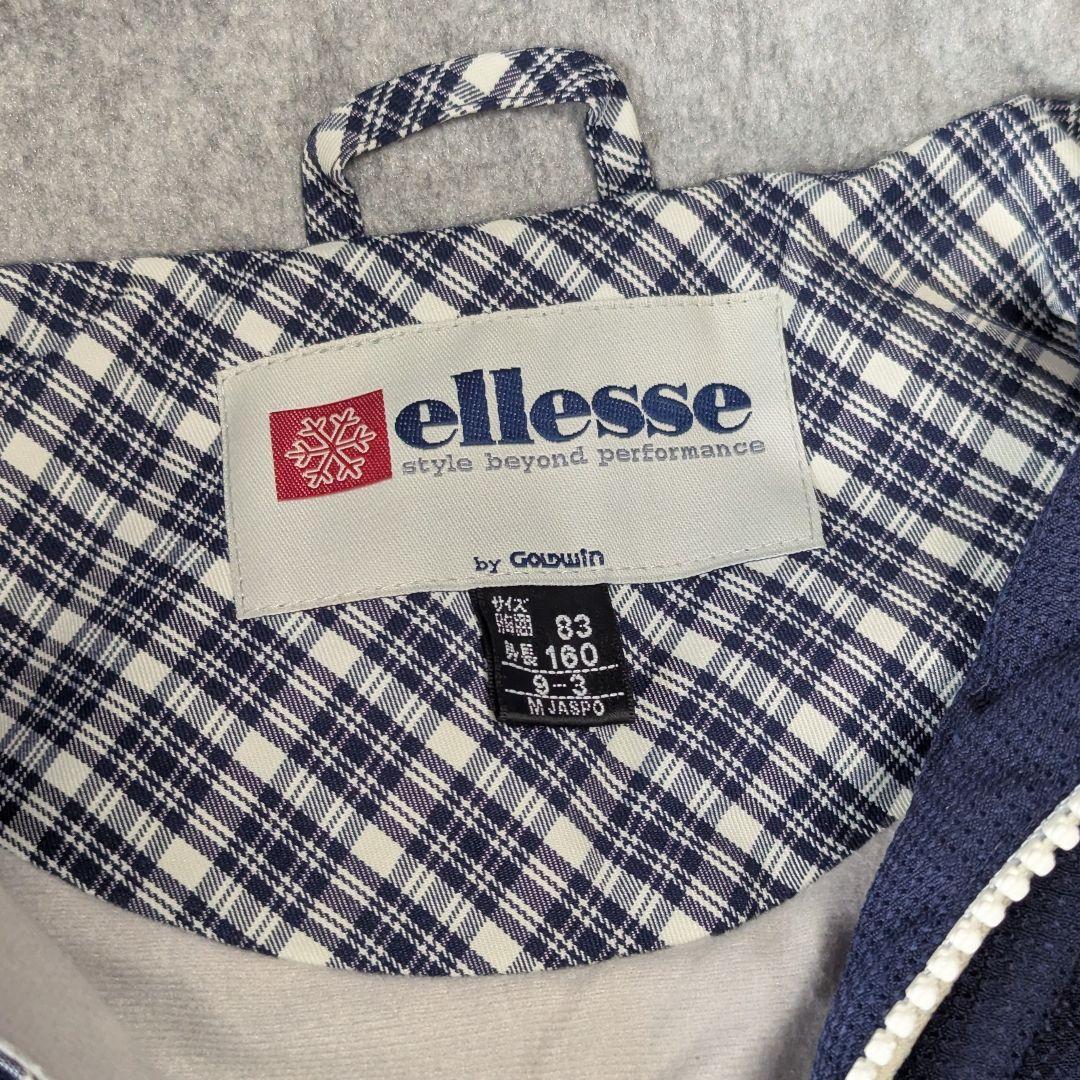 ellesse
style beyond performance
by GOLDWIN
サイズ
胸囲 83
身長 160
9-3
M JASPO